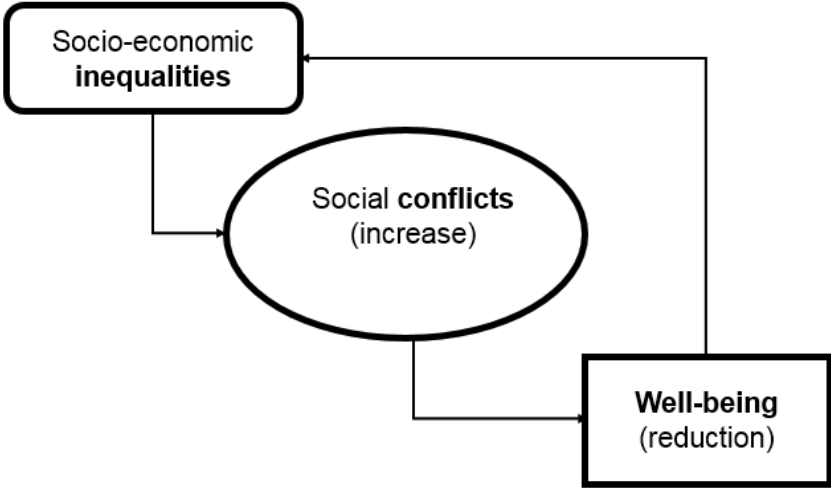 Socio-economic
inequalities
Social conflicts
(increase)
Well-being
(reduction)